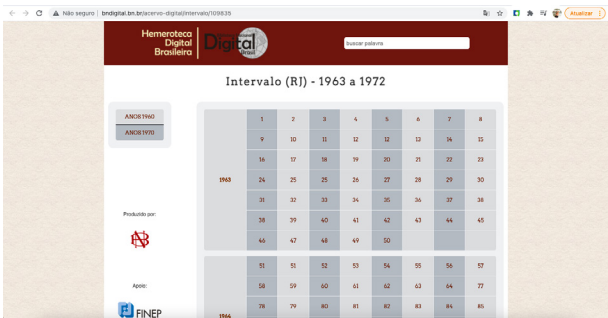 Não seguro
bndigital.bn.br/acervo-digital/intervalo/109835
Atualizar
Hemeroteca
Digital
Brasileira
Digital
Brasil
buscar palavra
Intervalo (RJ) - 1963 a 1972
ANOS 1960
ANOS 1970
Produzido por:
Apoio:
FINEP
1 2 3 4 5 6 7 8
9 10 11 12 12 13 14 15
16 17 18 19 20 21 22 23
1963 24 25 25 26 27 28 29 30
31 32 33 34 35 36 37 38
38 39 40 41 42 43 44 45
46 47 48 49 50
51 51 52 53 54 55 56 57
58 59 60 61 62 63 64 77
78 79 80 81 82 83 84 85
1964